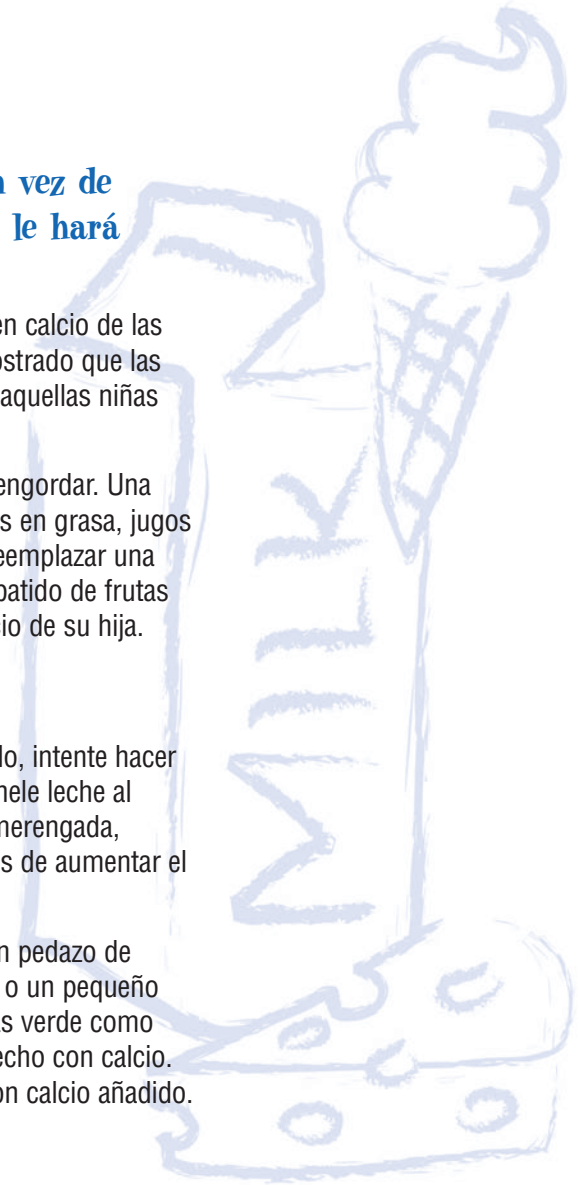 vez de
le hará
en calcio de las
ostrado que las
aquellas niñas
engordar. Una
s en grasa, jugos
eemplazar una
batido de frutas
io de su hija.
do, intente hacer
nele leche al
merengada,
s de aumentar el
n pedazo de
o un pequeño
as verde como
echo con calcio.
on calcio añadido.
MILK